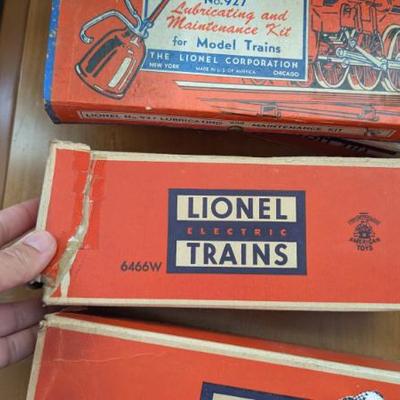 No. 927
Lubricating and
Maintenance Kit
for Model Trains
THE LIONEL CORPORATION
NEW YORK MADE IN U.S. OF AMERICA CHICAGO
LIONEL No. 927 LUBRICATING AND MAINTENANCE KIT
LIONEL
ELECTRIC
TRAINS
6466W
AMERICAN
TOYS